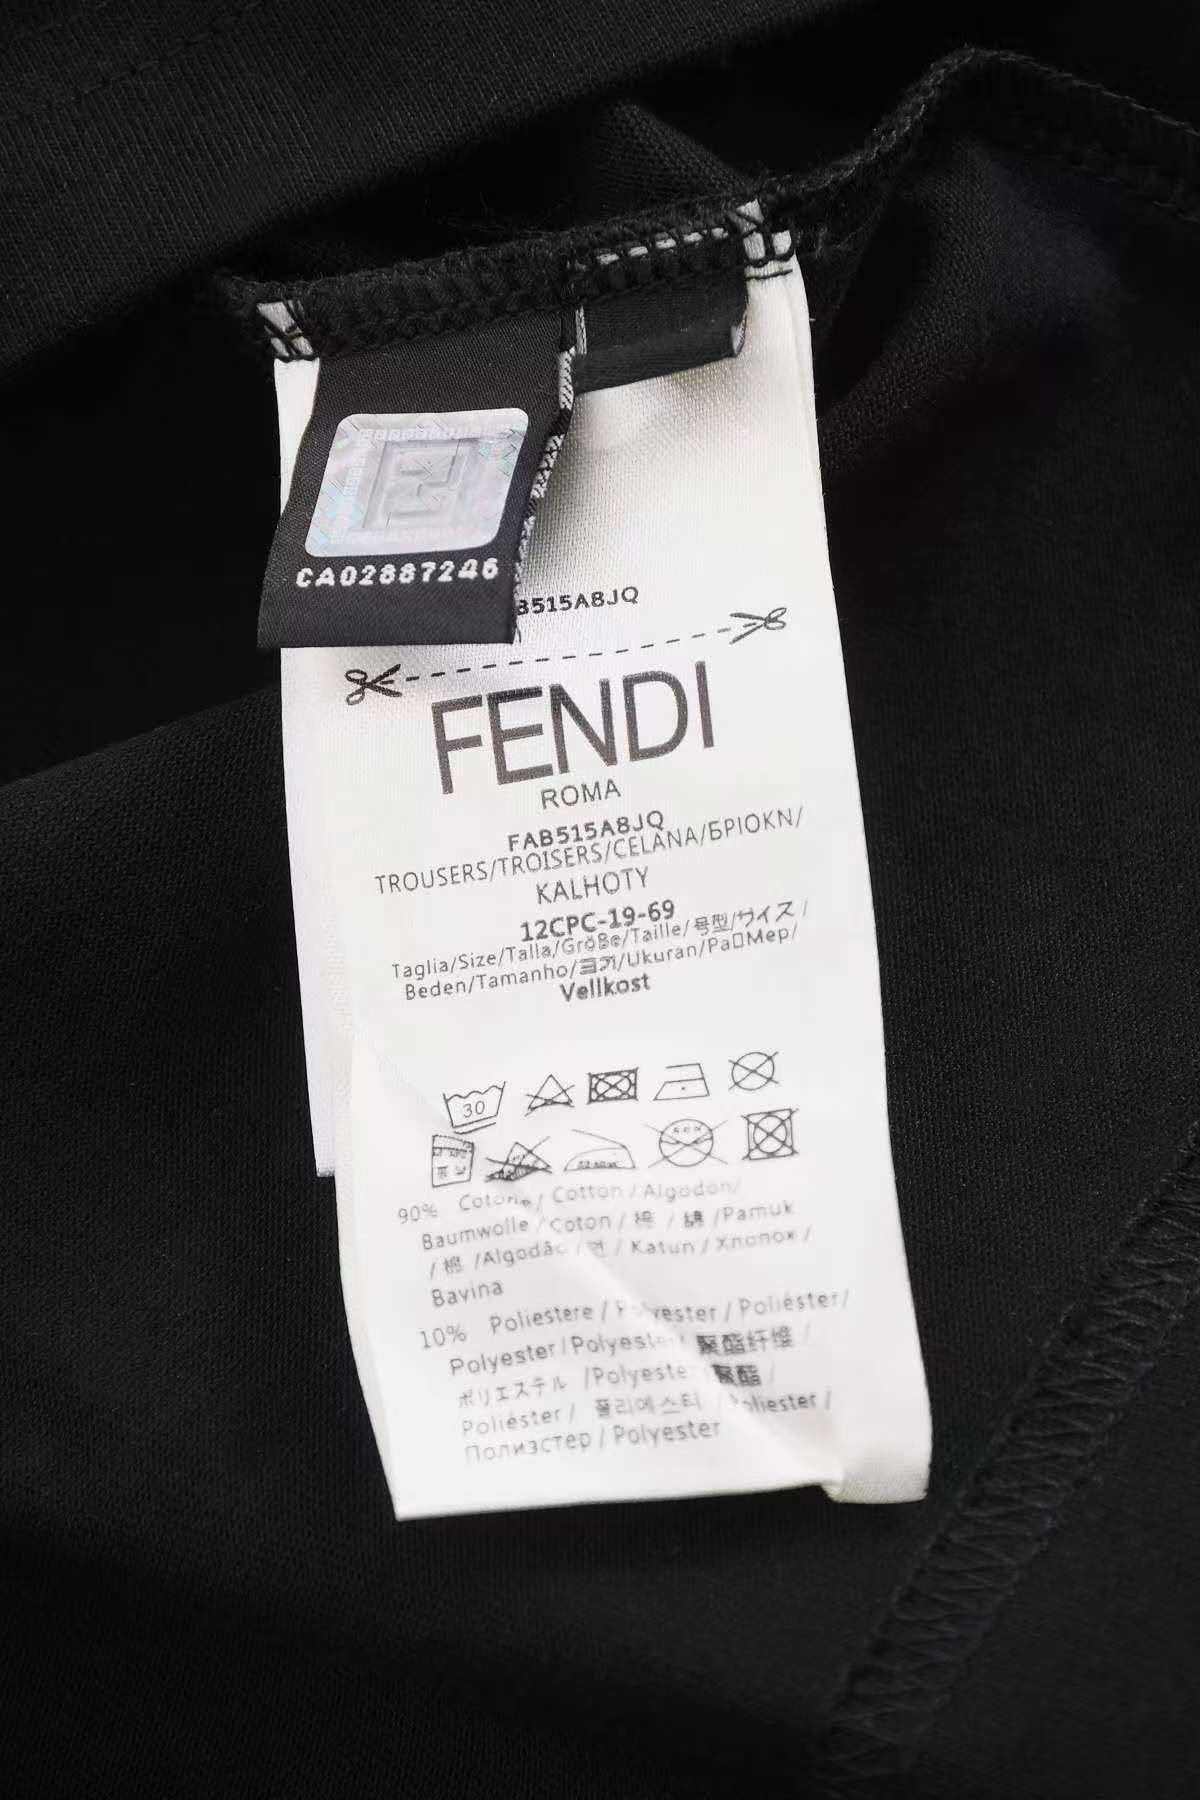 CA02887246
B515A8JQ
FENDI
ROMA
FAB515A8JQ
TROUSERS/TROISERS/CELANA/БPIOKN/
KALHOTY
12CPC-19-69
Taglia/Size/Talla/Größe/Taille/号型/サイズ/
Beden/Tamanho/크기/Ukuran/Pa▯Mep/
Vellkost
30
90% Cotone/Cotton/Algodon/
Baumwolle/Coton/棉/綿/Pamuk
/棉/Algodão/면/Katun/Хлопок/
Bavina
10% Poliestere/Polyester/Poliéster/
Polyester/Polyester/聚酯纤维/
ポリエステル/Polyester/聚酯/
Poliéster/폴리에스터/Poliester/
Полиэстер/Polyester